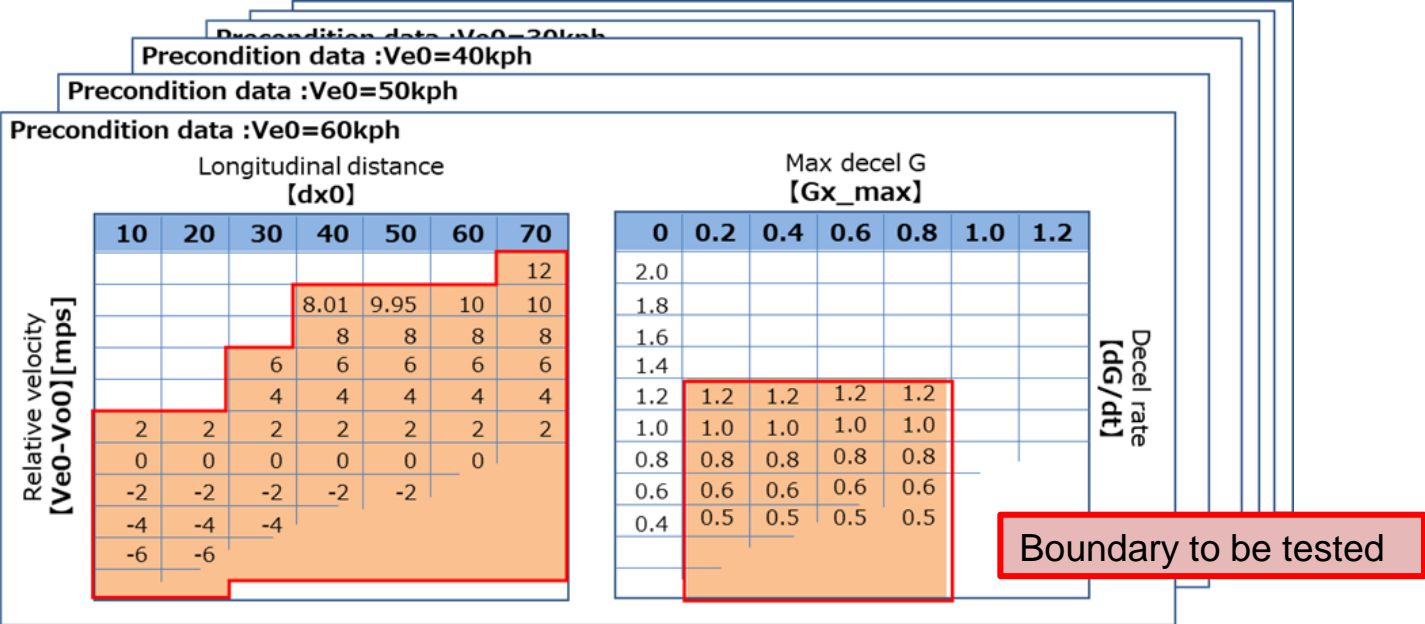 Precondition data :Ve0=30kph
Precondition data :Ve0=40kph
Precondition data :Ve0=50kph
Precondition data :Ve0=60kph
Longitudinal distance
【dx0】
10 20 30 40 50 60 70
12
8.01 9.95 10 10
8 8 8 8
6 6 6 6 6
4 4 4 4 4
2 2 2 2 2 2 2
0 0 0 0 0 0
-2 -2 -2 -2 -2
-4 -4 -4
-6 -6
Relative velocity
【Ve0-Vo0】[mps]
Max decel G
【Gx_max】
0 0.2 0.4 0.6 0.8 1.0 1.2
2.0
1.8
1.6
1.4
1.2 1.2 1.2 1.2 1.2
1.0 1.0 1.0 1.0 1.0
0.8 0.8 0.8 0.8 0.8
0.6 0.6 0.6 0.6 0.6
0.4 0.5 0.5 0.5 0.5
Decel rate
【dG/dt】
Boundary to be tested